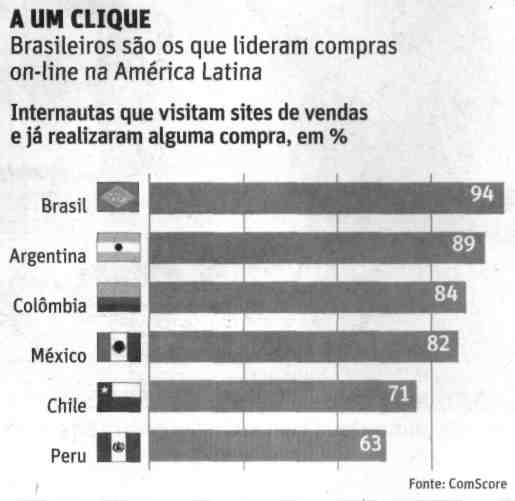 A UM CLIQUE
Brasileiros são os que lideram compras
on-line na América Latina
Internautas que visitam sites de vendas
e já realizaram alguma compra, em %
Brasil 94
Argentina 89
Colômbia 84
México 82
Chile 71
Peru 63
Fonte: ComScore